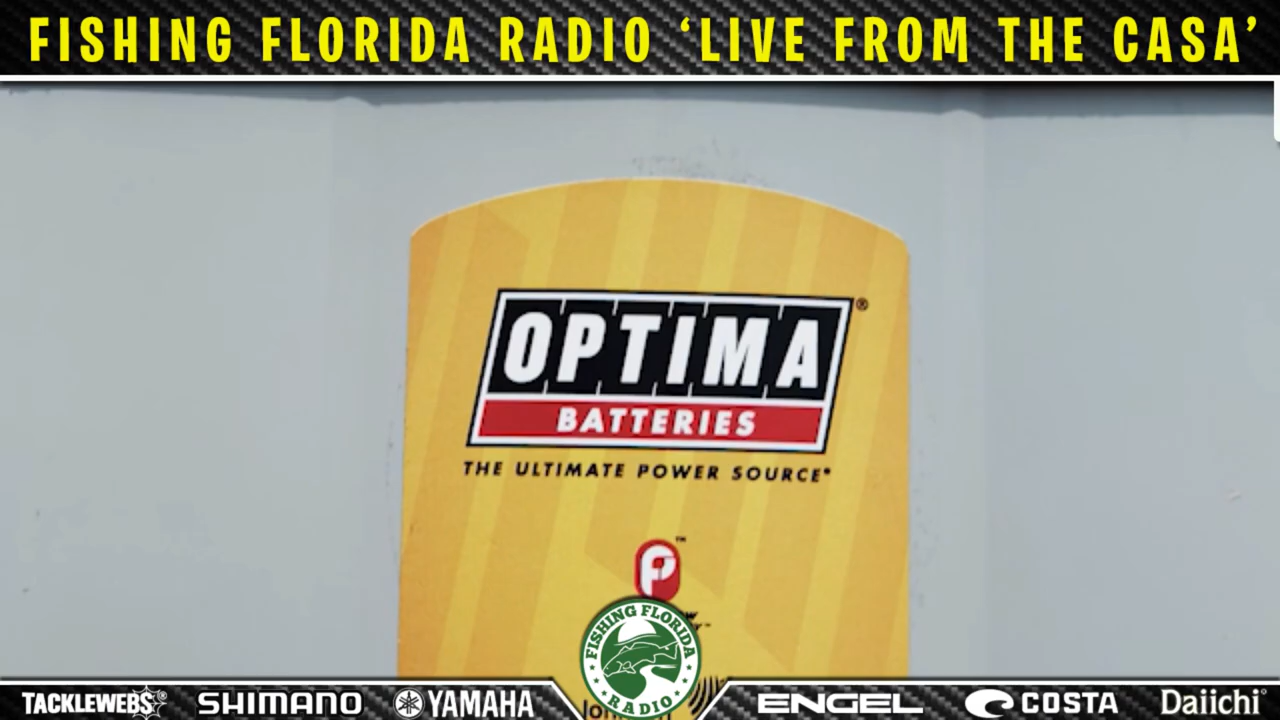 FISHING FLORIDA RADIO ‘LIVE FROM THE CASA’
OPTIMA®
BATTERIES
THE ULTIMATE POWER SOURCE®
P™
FISHING FLORIDA
RADIO
TACKLEWEBS®
SHIMANO
YAMAHA
ENGEL
COSTA
Daiichi®